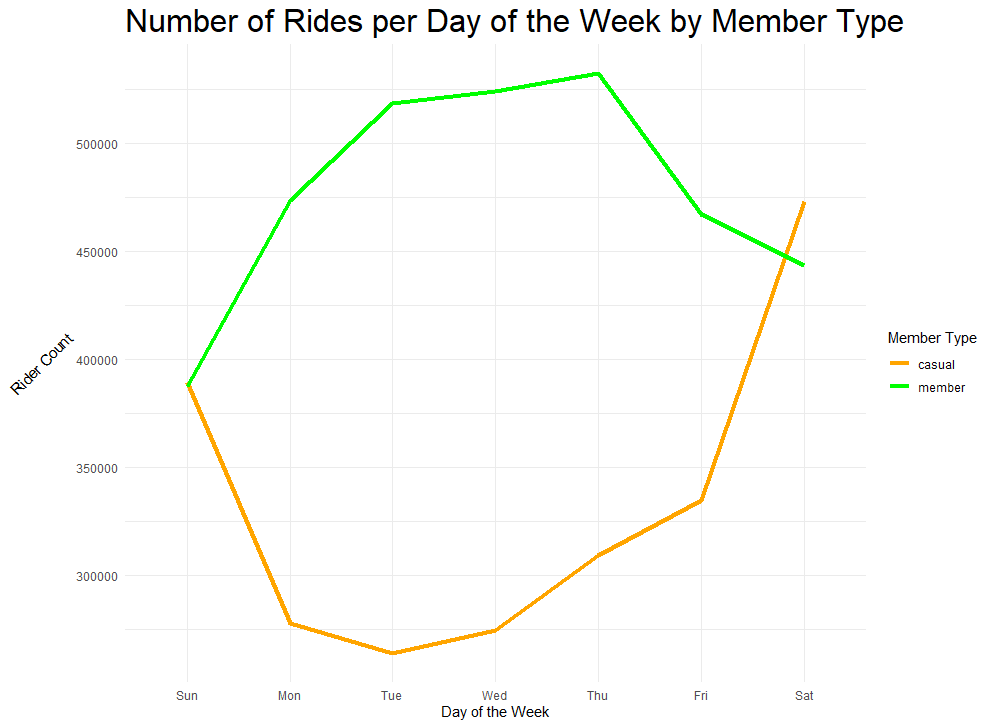 Number of Rides per Day of the Week by Member Type
500000
450000
400000
350000
300000
Rider Count
Sun Mon Tue Wed Thu Fri Sat
Day of the Week
Member Type
casual
member